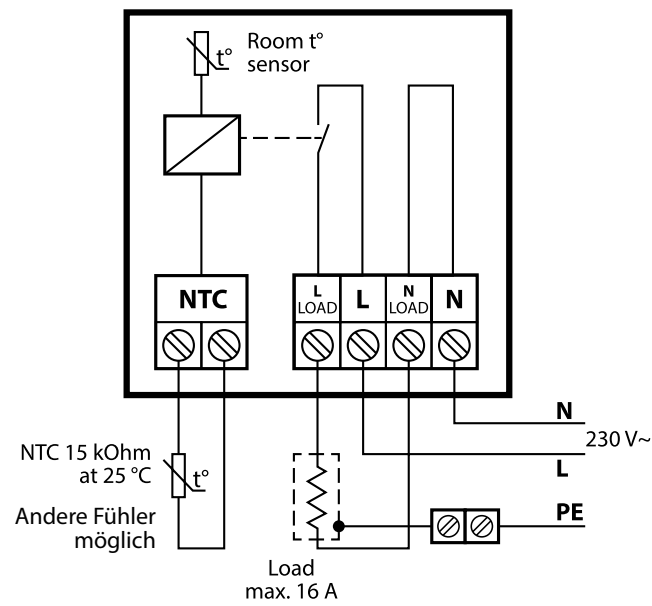 t°
Room t°
sensor
NTC
L
LOAD
L
N
LOAD
N
N
230 V~
L
NTC 15 kOhm
at 25 °C
t°
Andere Fühler
möglich
PE
Load
max. 16 A